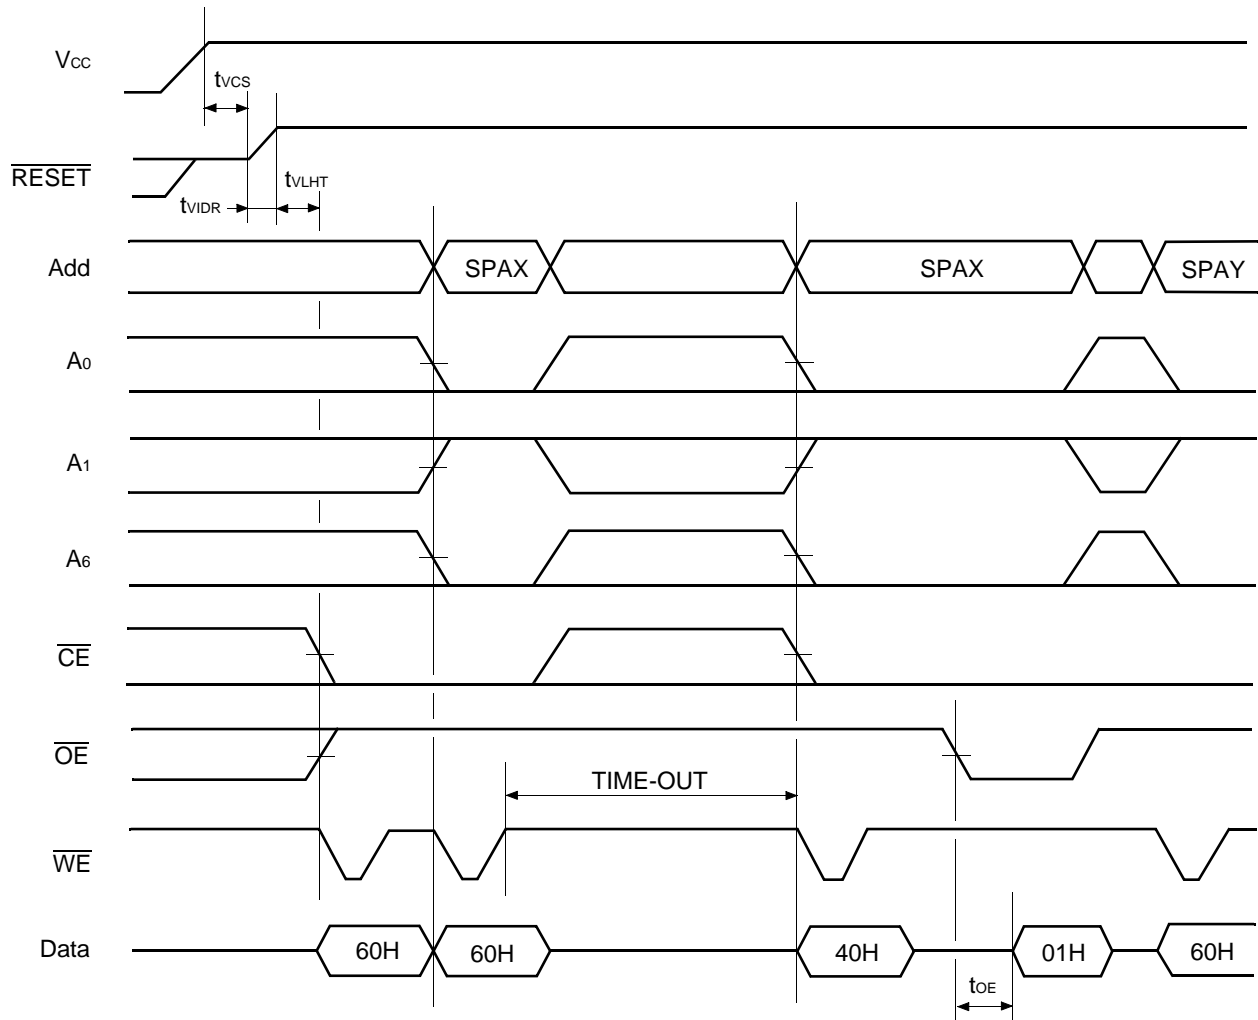 VCC
tVCS
RESET
tVLHT
tVIDR
Add SPAX SPAX SPAY
A0
A1
A6
CE
OE
TIME-OUT
WE
Data 60H 60H 40H 01H 60H
tOE